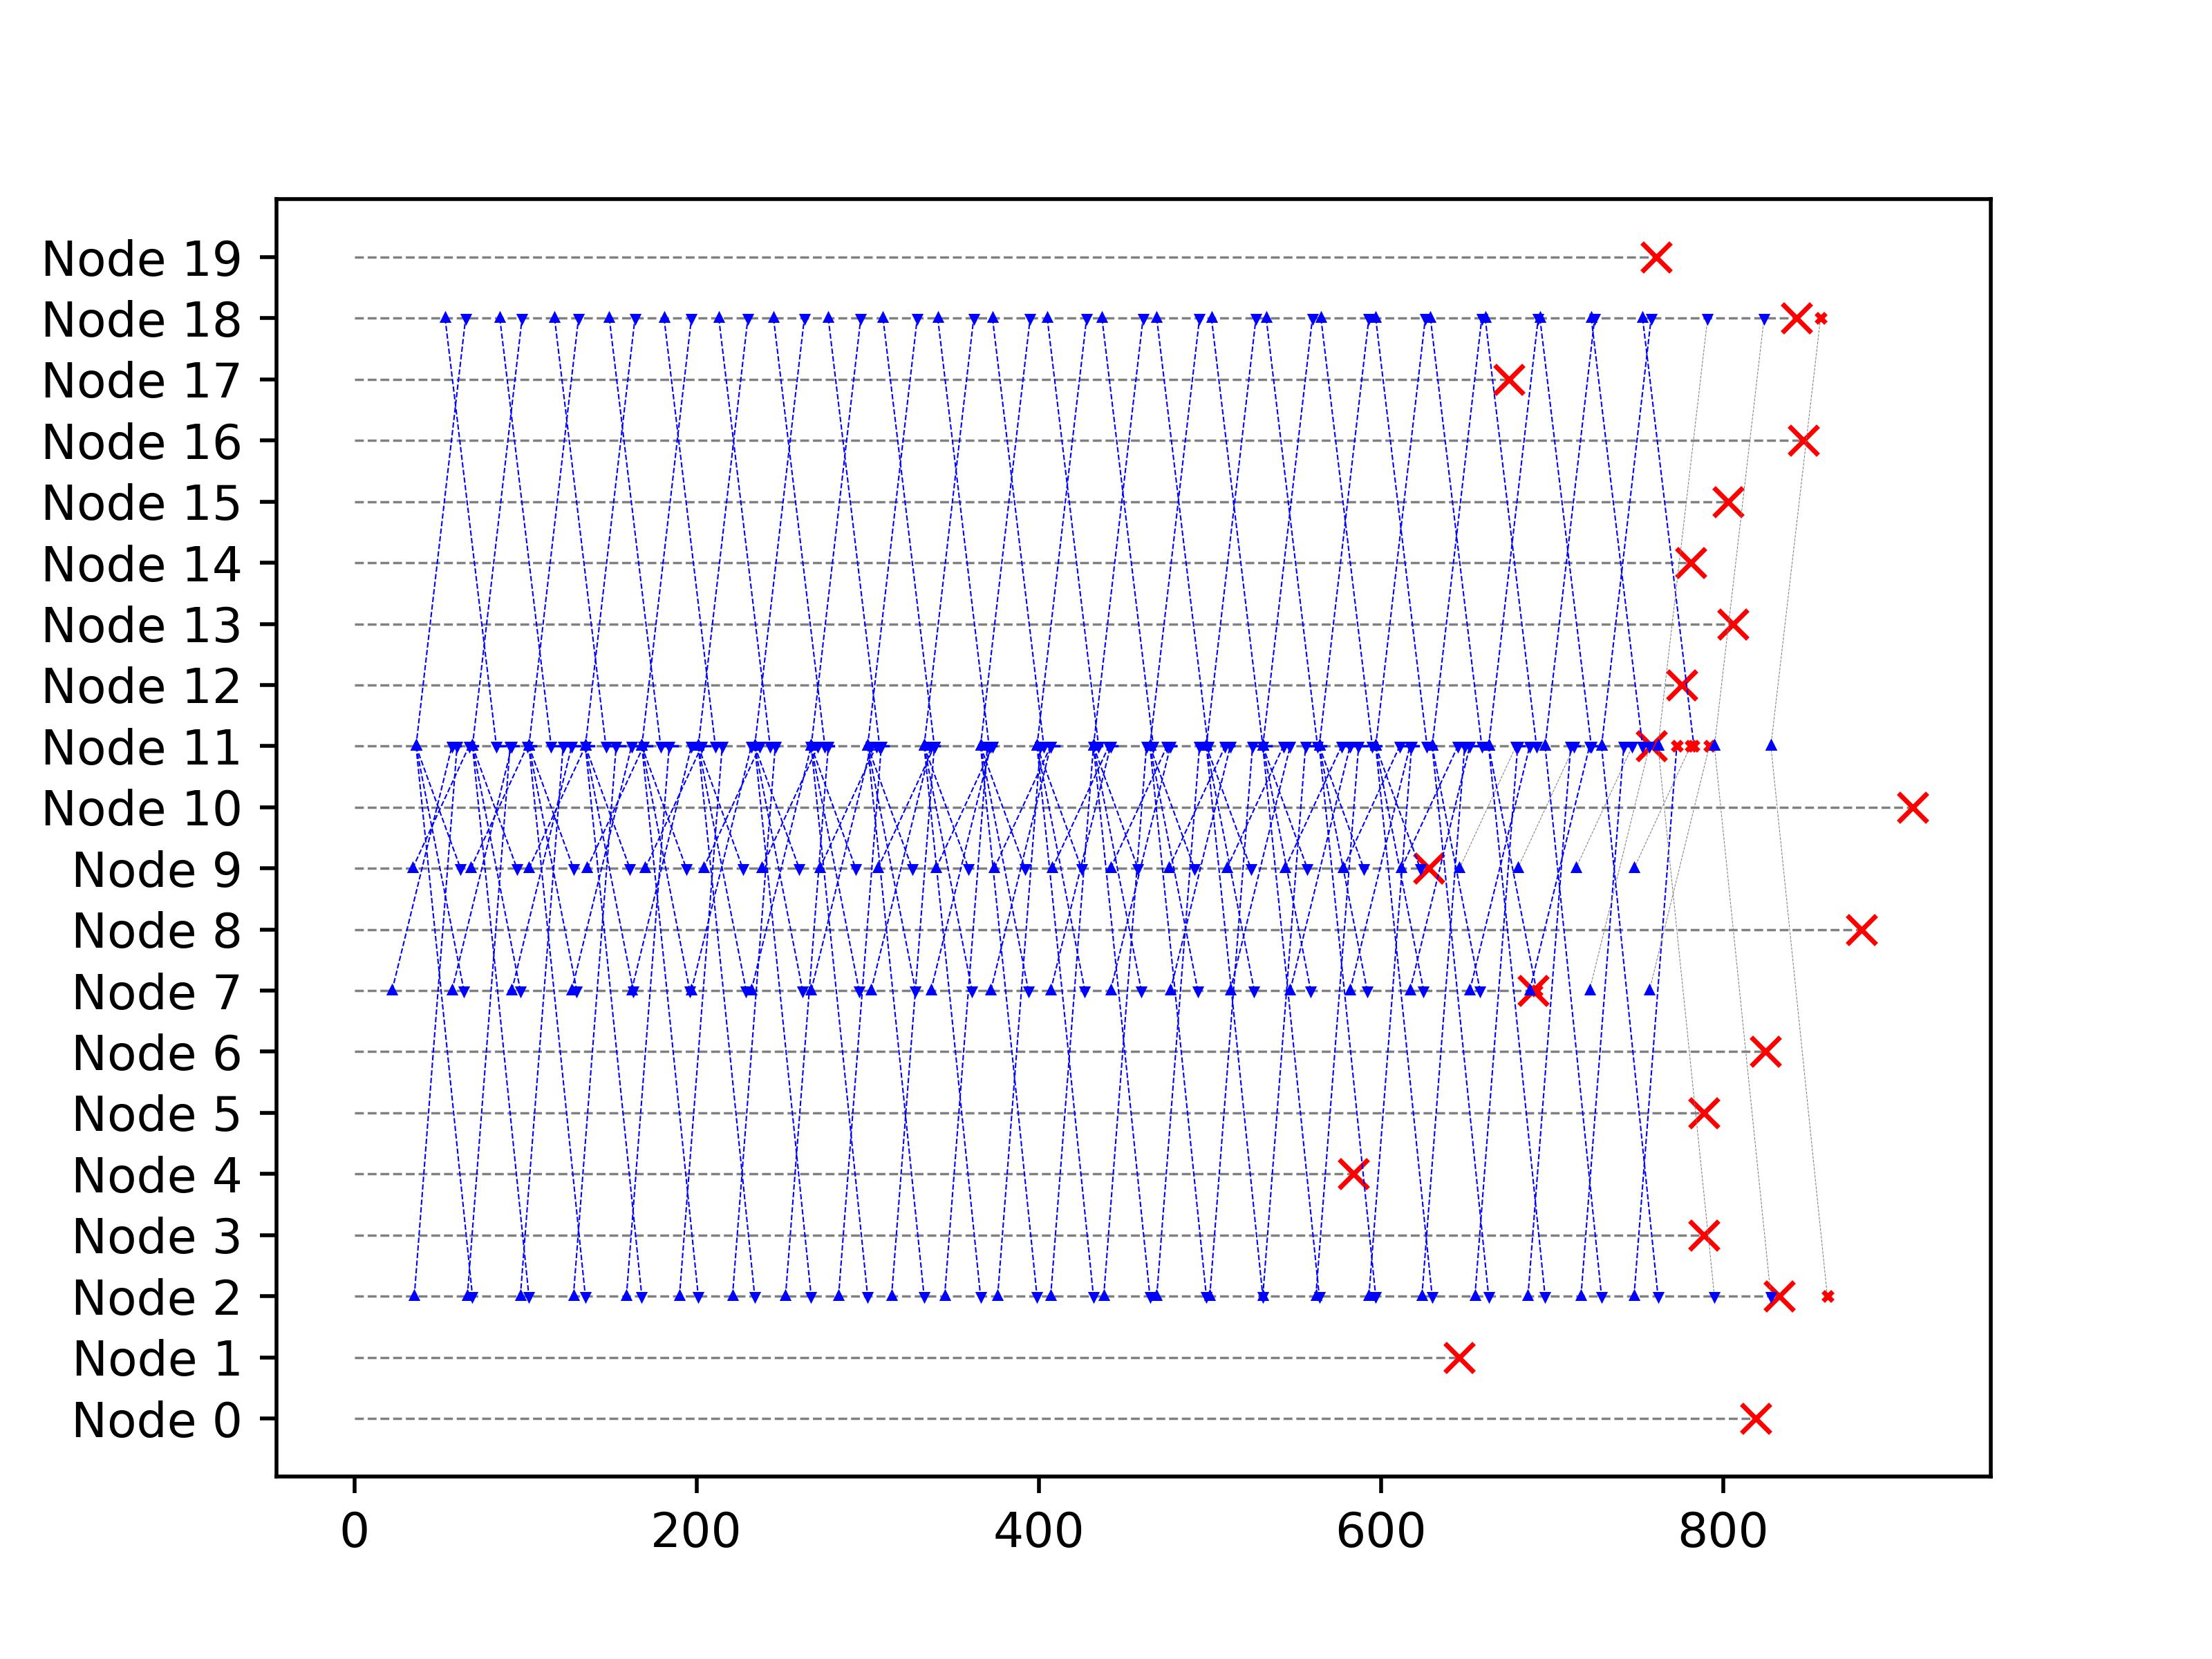 Node 19
Node 18
Node 17
Node 16
Node 15
Node 14
Node 13
Node 12
Node 11
Node 10
Node 9
Node 8
Node 7
Node 6
Node 5
Node 4
Node 3
Node 2
Node 1
Node 0
0 200 400 600 800